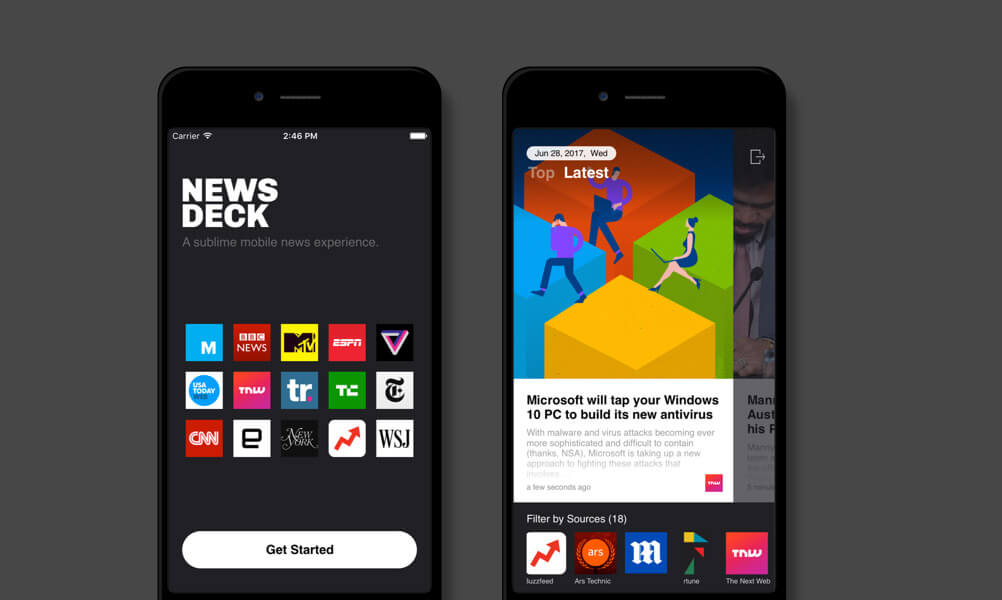 Carrier
2:46 PM
NEWS
DECK
A sublime mobile news experience.
M
BBC
NEWS
MTV
ESPN
USA
TODAY
WEB
TNW
tr.
TC
T
CNN
e
NEW
YORK
WSJ
Get Started
Jun 28, 2017, Wed
Top Latest
Microsoft will tap your Windows
10 PC to build its new antivirus
With malware and virus attacks becoming ever
more sophisticated and difficult to contain
(thanks, NSA), Microsoft is taking up a new
approach to fighting these attacks that
involves
a few seconds ago
TNW
Mann
Aust
his P
Filter by Sources (18)
ars
M
TNW
Buzzfeed
Ars Technic
rtune
The Next Web